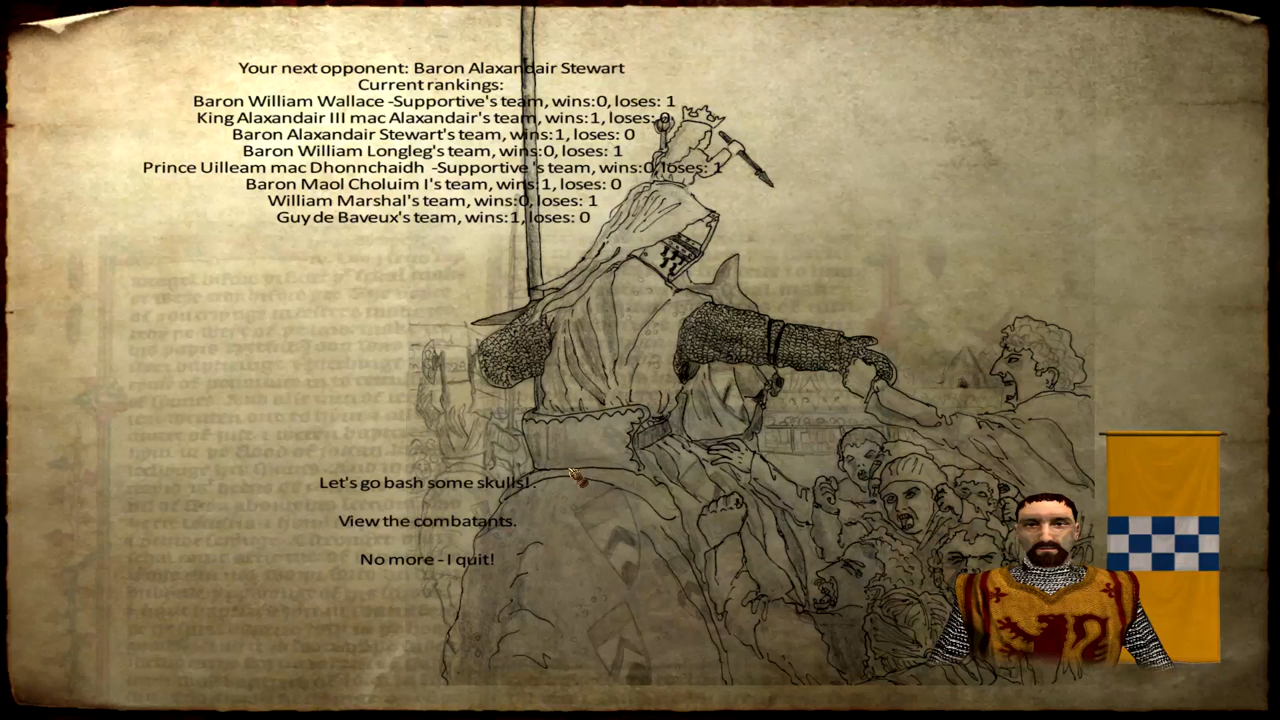 Your next opponent: Baron Alaxandair Stewart
Current rankings:
Baron William Wallace -Supportive's team, wins:0, loses: 1
King Alaxandair III mac Alaxandair's team, wins:1, loses: 0
Baron Alaxandair Stewart's team, wins:1, loses: 0
Baron William Longleg's team, wins:0, loses: 1
Prince Uilleam mac Dhonnchaidh -Supportive 's team, wins:0, loses: 1
Baron Maol Choluim I's team, wins:1, loses: 0
William Marshal's team, wins:0, loses: 1
Guy de Baveux's team, wins:1, loses: 0
Let's go bash some skulls!
View the combatants.
No more - I quit!